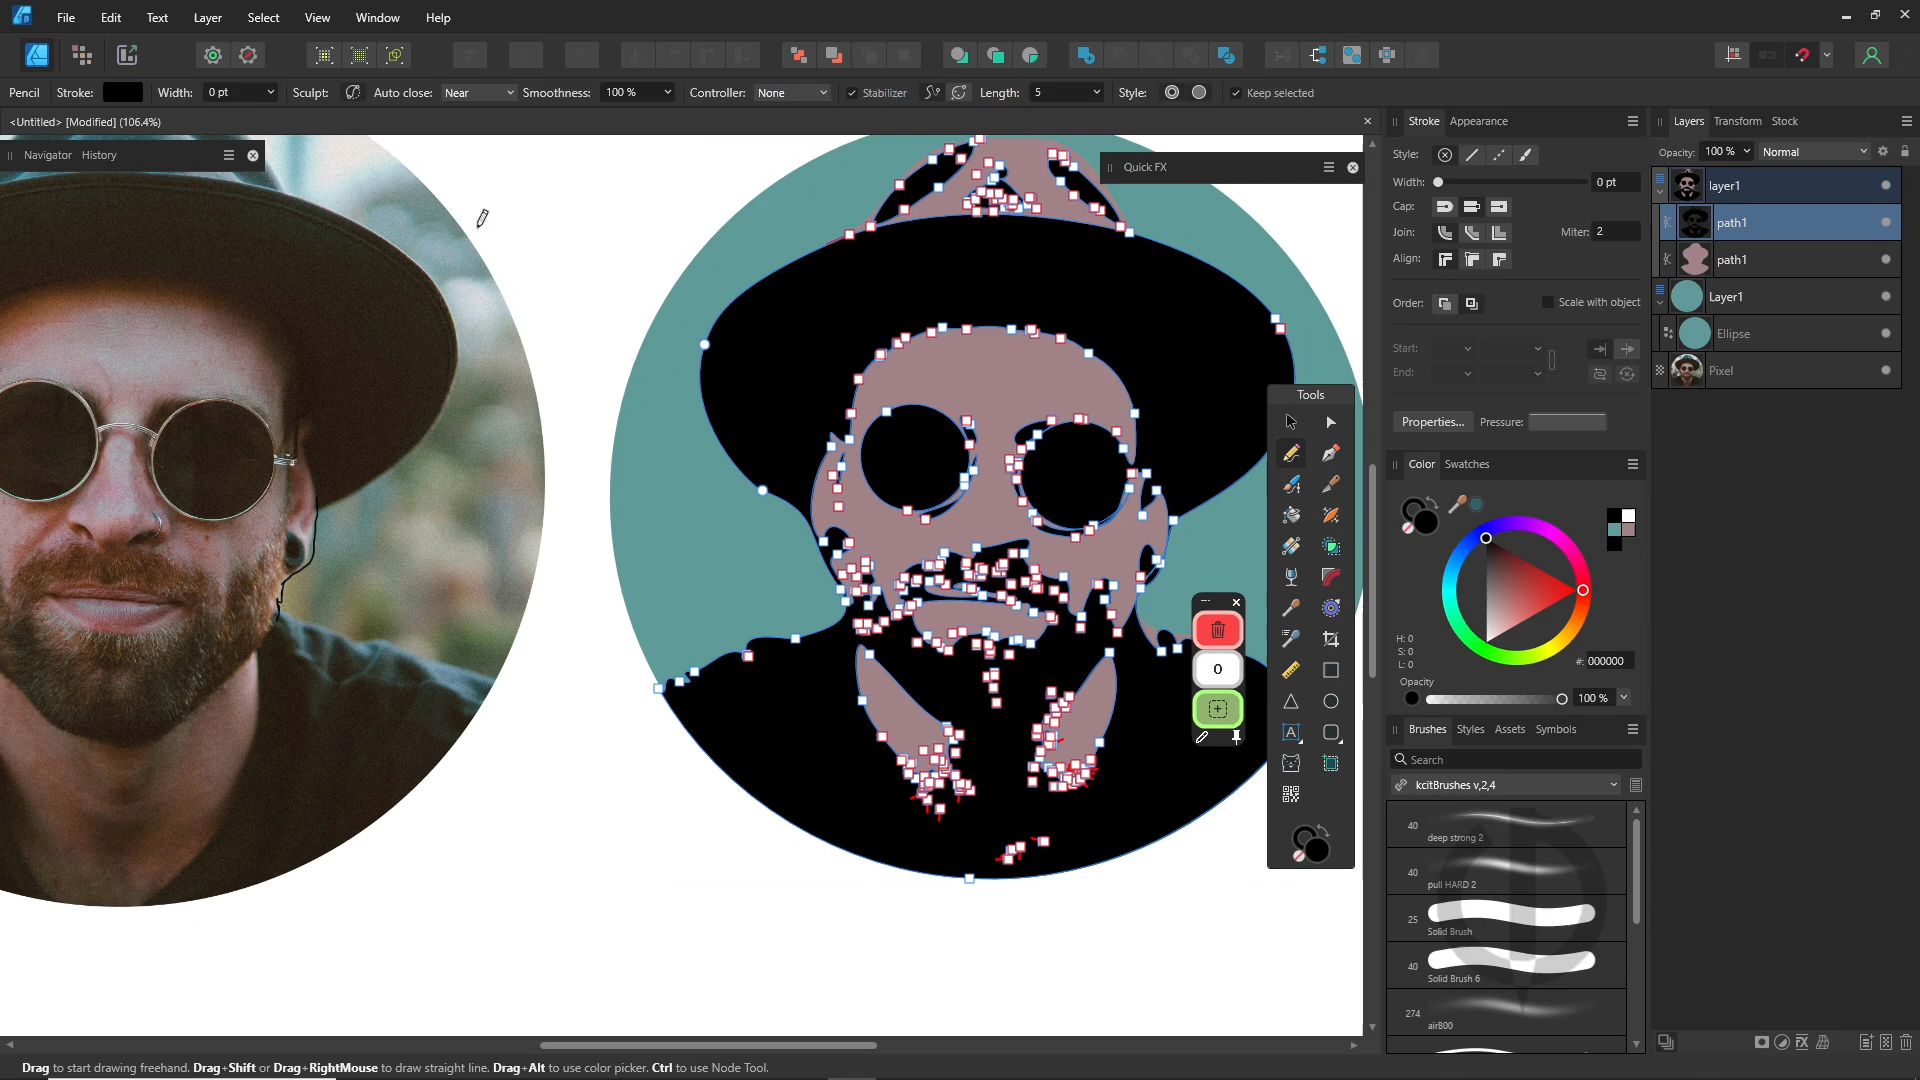 File Edit Text Layer Select View Window Help
Pencil Stroke: Width: 0 pt Sculpt: Auto close: Near Smoothness: 100 % Controller: None Stabilizer Length: 5 Style: Keep selected
<Untitled> [Modified] (106.4%)
Navigator History
Quick FX
Tools
0
A
Stroke Appearance
Style:
Width: 0 pt
Cap:
Join: Miter: 2
Align:
Order: Scale with object
Start:
End:
Properties... Pressure:
Color Swatches
H: 0
S: 0
L: 0
#: 000000
Opacity
100 %
Brushes Styles Assets Symbols
Search
kcitBrushes v,2,4
40 deep strong 2
40 pull HARD 2
25 Solid Brush
40 Solid Brush 6
274 air800
Layers Transform Stock
Opacity: 100 % Normal
layer1
path1
path1
Layer1
Ellipse
Pixel
Drag to start drawing freehand. Drag+Shift or Drag+RightMouse to draw straight line. Drag+Alt to use color picker. Ctrl to use Node Tool.